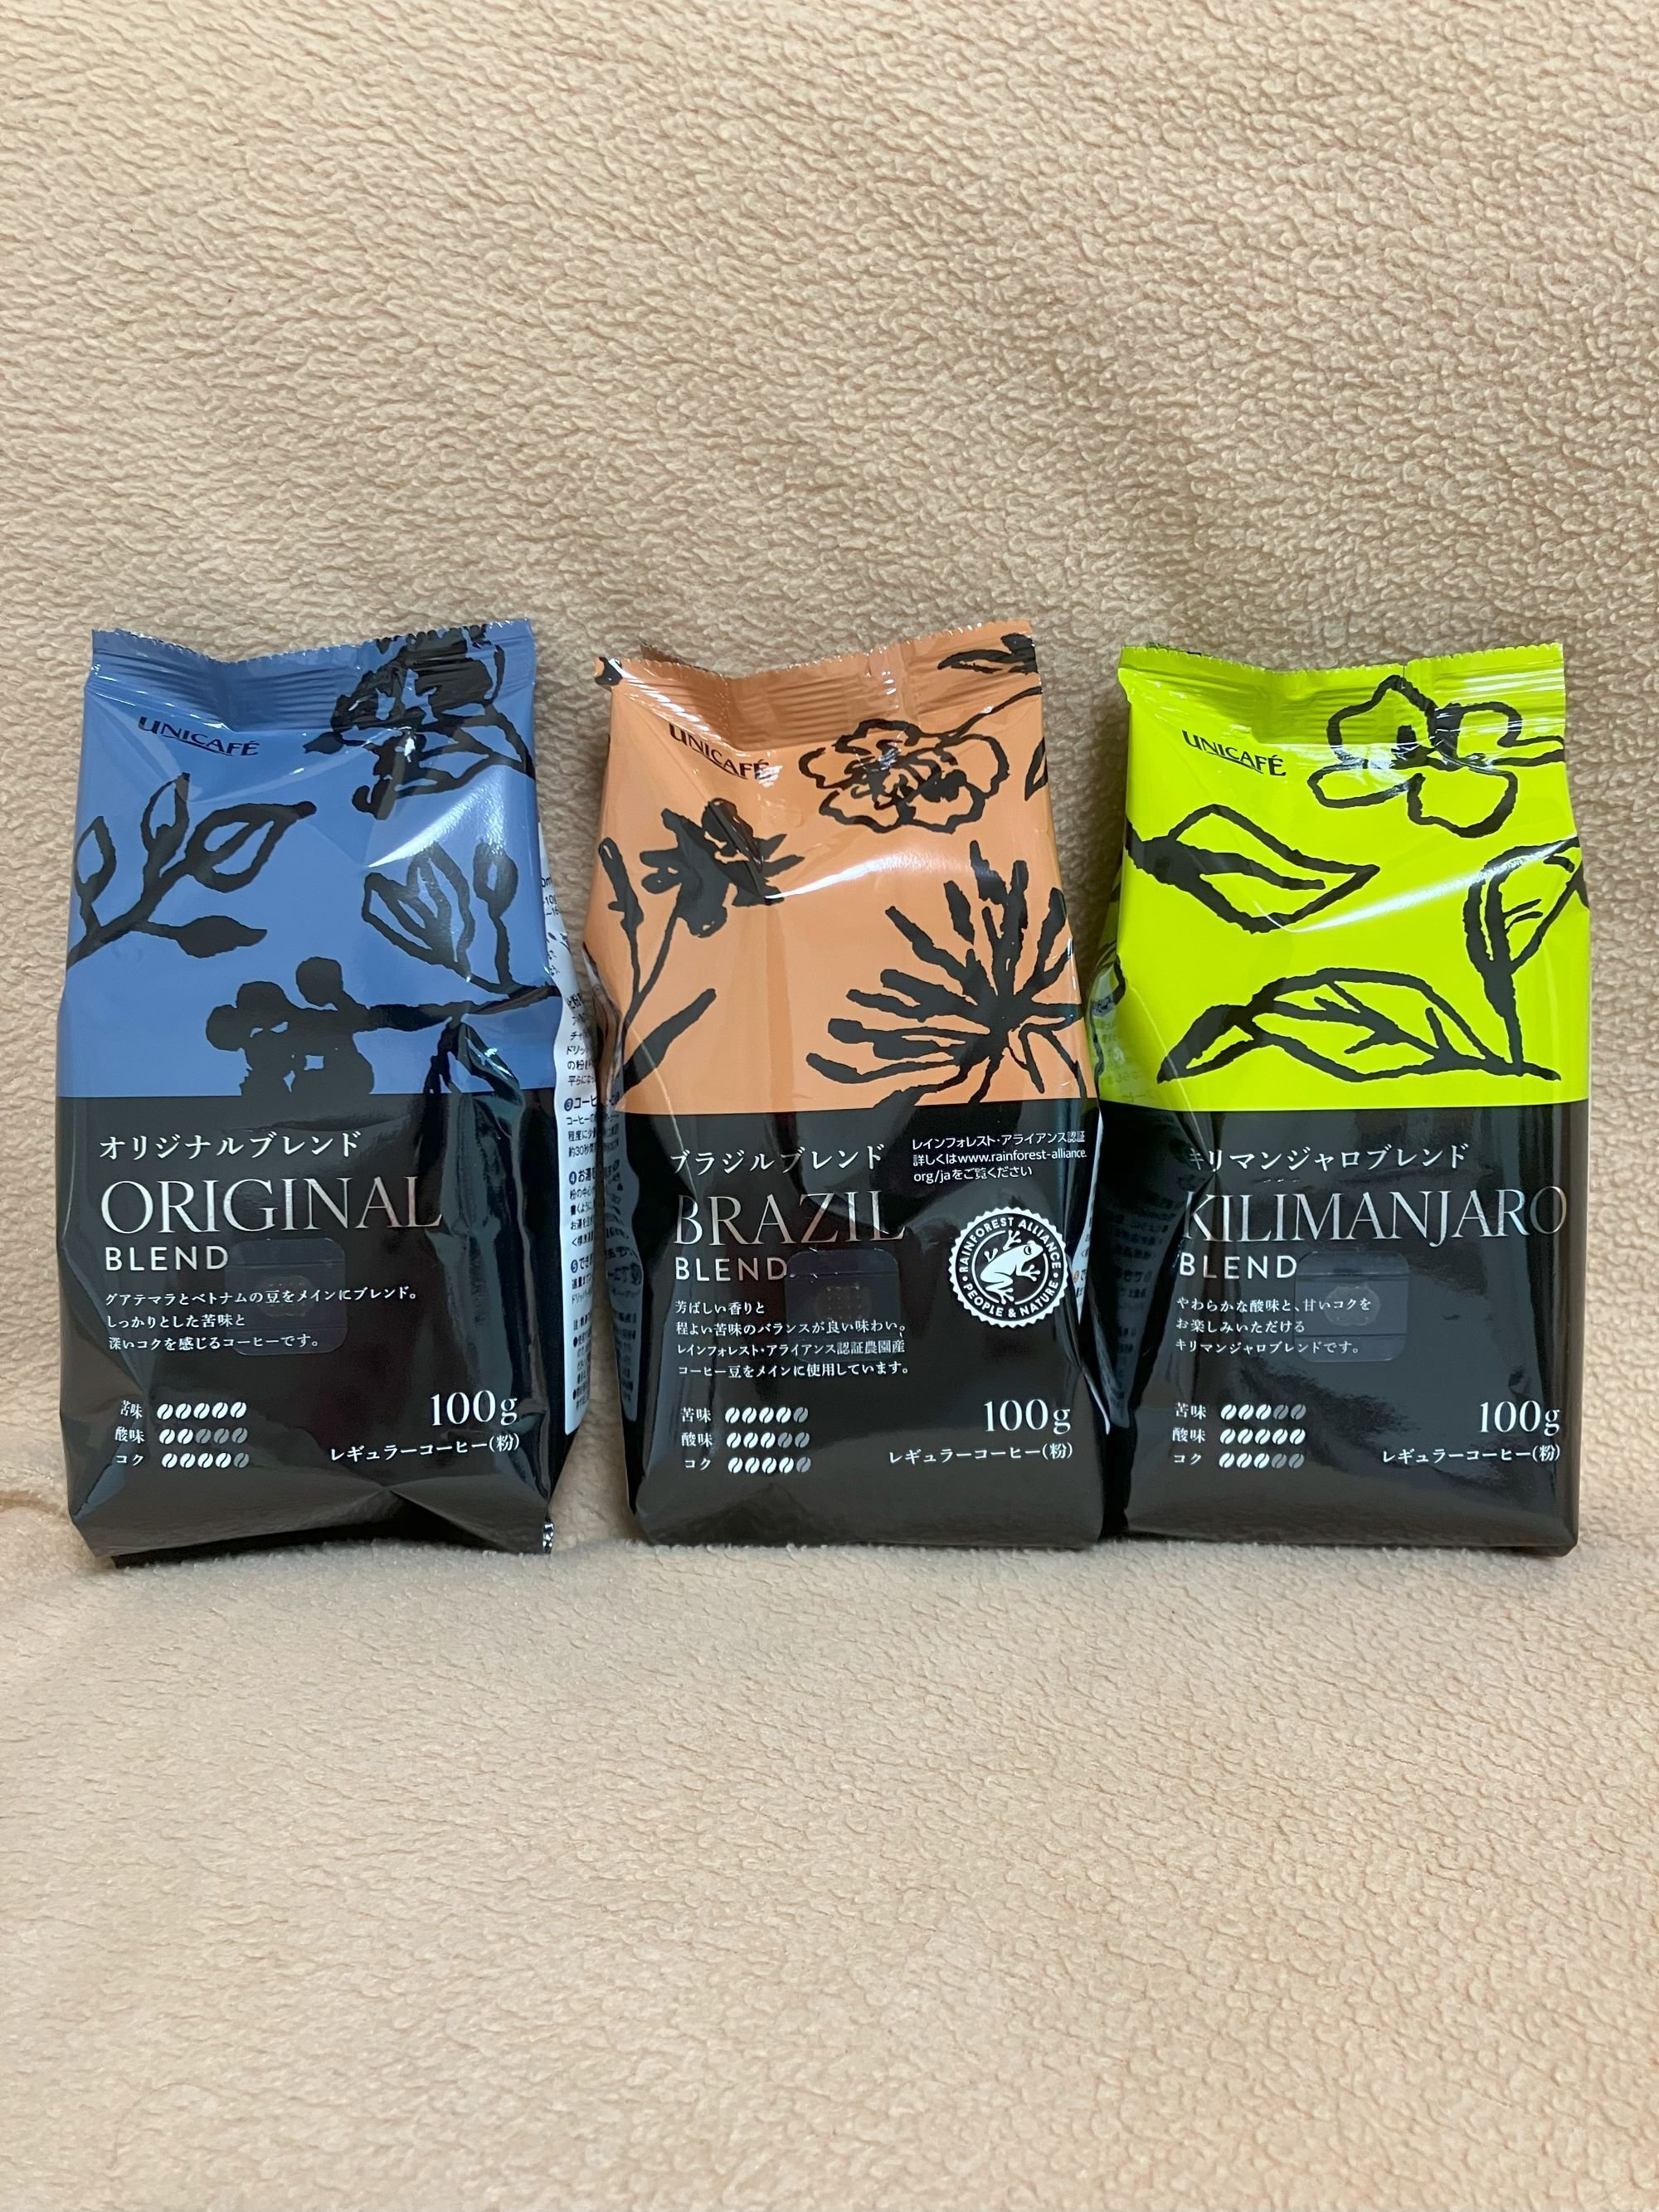 UNICAFÉ
オリジナルブレンド
ORIGINAL
BLEND
グアテマラとベトナムの豆をメインにブレンド。
しっかりとした苦味と
深いコクを感じるコーヒーです。
苦味
酸味
コク
100g
レギュラーコーヒー(粉)
UNICAFÉ
ブラジルブレンド
BRAZIL
BLEND
レインフォレスト・アライアンス認証
詳しくはwww.rainforest-alliance.
org/jaをご覧ください
RAINFOREST ALLIANCE
PEOPLE & NATURE
芳ばしい香りと
程よい苦味のバランスが良い味わい。
レインフォレスト・アライアンス認証農園産
コーヒー豆をメインに使用しています。
苦味
酸味
コク
100g
レギュラーコーヒー(粉)
UNICAFÉ
キリマンジャロブレンド
KILIMANJARO
BLEND
やわらかな酸味と、甘いコクを
お楽しみいただける
キリマンジャロブレンドです。
苦味
酸味
コク
100g
レギュラーコーヒー(粉)